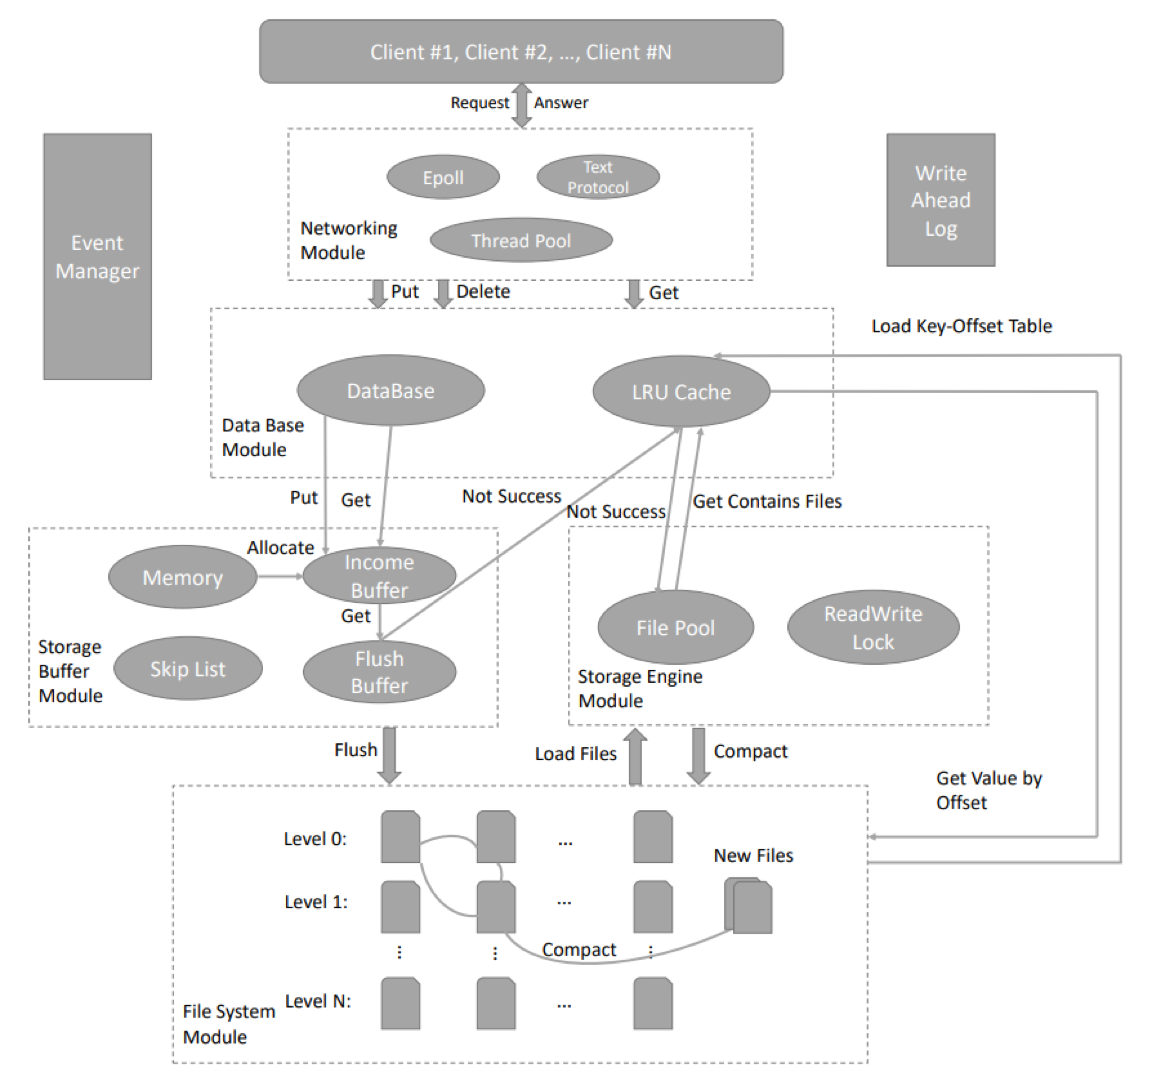 Client #1, Client #2, ..., Client #N
Request
Answer
Event
Manager
Epoll
Text
Protocol
Thread Pool
Networking
Module
Write
Ahead
Log
Put
Delete
Get
Load Key-Offset Table
DataBase
LRU Cache
Data Base
Module
Put
Get
Not Success
Not Success
Get Contains Files
Allocate
Memory
Income
Buffer
Get
Skip List
Flush
Buffer
Storage
Buffer
Module
File Pool
ReadWrite
Lock
Storage Engine
Module
Flush
Load Files
Compact
Get Value by
Offset
Level 0:
...
New Files
Level 1:
...
...
...
Compact
...
Level N:
...
File System
Module